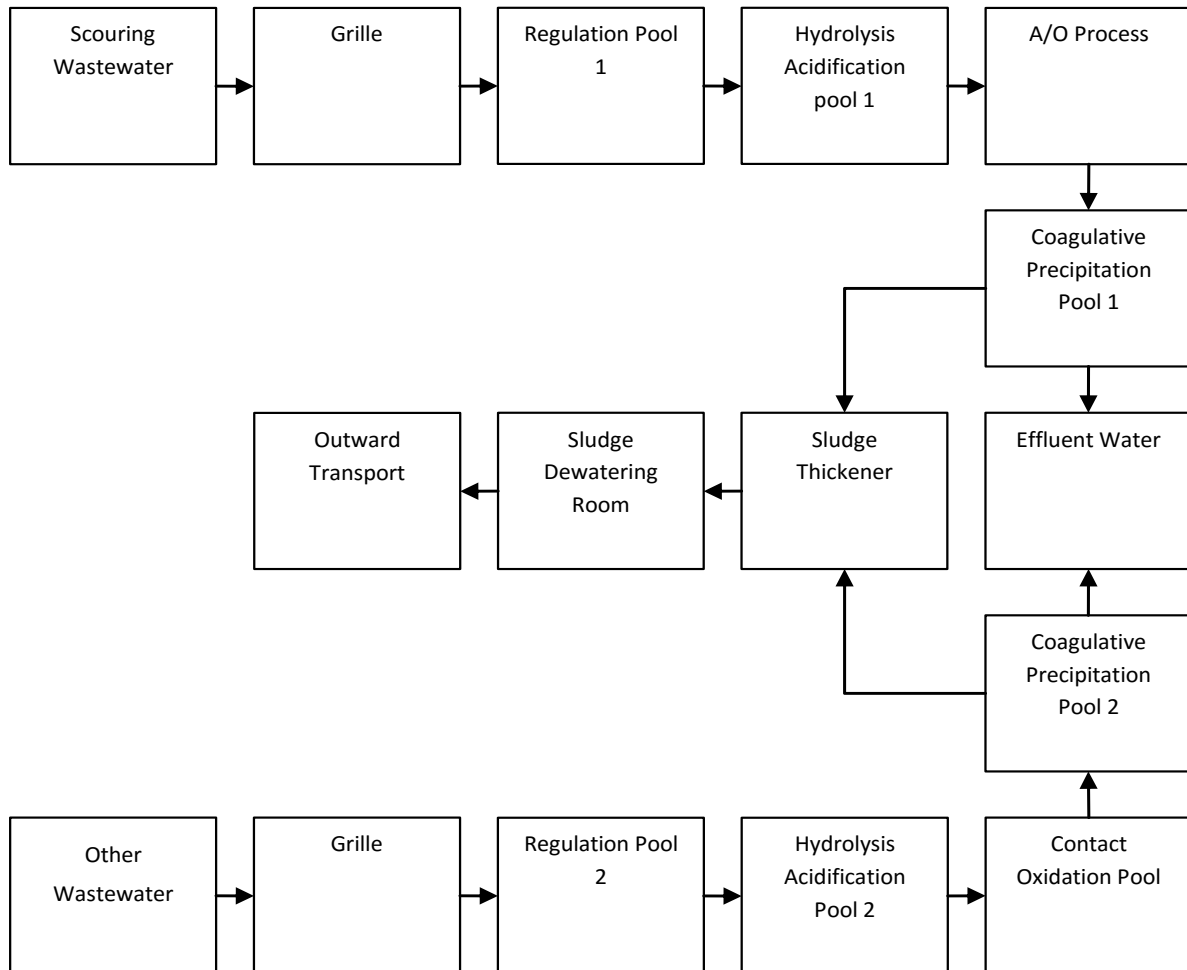 Scouring
Wastewater
Grille
Regulation Pool
1
Hydrolysis
Acidification
pool 1
A/O Process
Coagulative
Precipitation
Pool 1
Outward
Transport
Sludge
Dewatering
Room
Sludge
Thickener
Effluent Water
Coagulative
Precipitation
Pool 2
Other
Wastewater
Grille
Regulation Pool
2
Hydrolysis
Acidification
Pool 2
Contact
Oxidation Pool